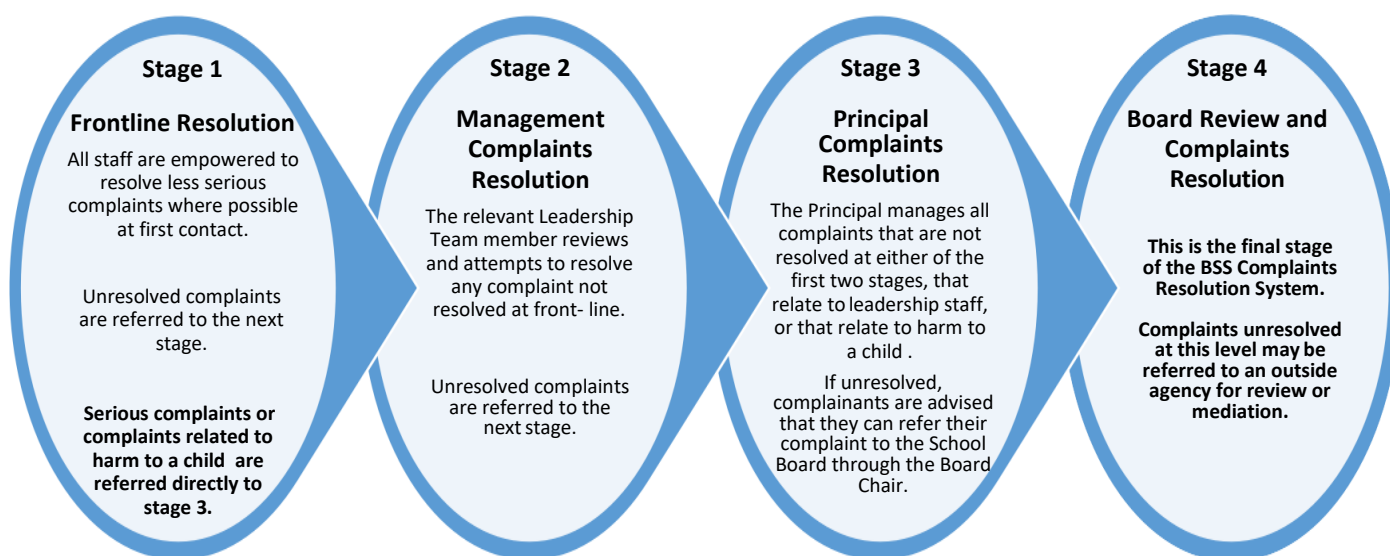 Stage 1
Frontline Resolution
All staff are empowered to
resolve less serious
complaints where possible
at first contact.
Unresolved complaints
are referred to the next
stage.
Serious complaints or
complaints related to
harm to a child are
referred directly to
stage 3.
Stage 2
Management
Complaints
Resolution
The relevant Leadership
Team member reviews
and attempts to resolve
any complaint not
resolved at front- line.
Unresolved complaints
are referred to the
next stage.
Stage 3
Principal
Complaints
Resolution
The Principal manages all
complaints that are not
resolved at either of the
first two stages, that
relate to leadership staff,
or that relate to harm to
a child .
If unresolved,
complainants are advised
that they can refer their
complaint to the School
Board through the Board
Chair.
Stage 4
Board Review and
Complaints
Resolution
This is the final stage
of the BSS Complaints
Resolution System.
Complaints unresolved
at this level may be
referred to an outside
agency for review or
mediation.